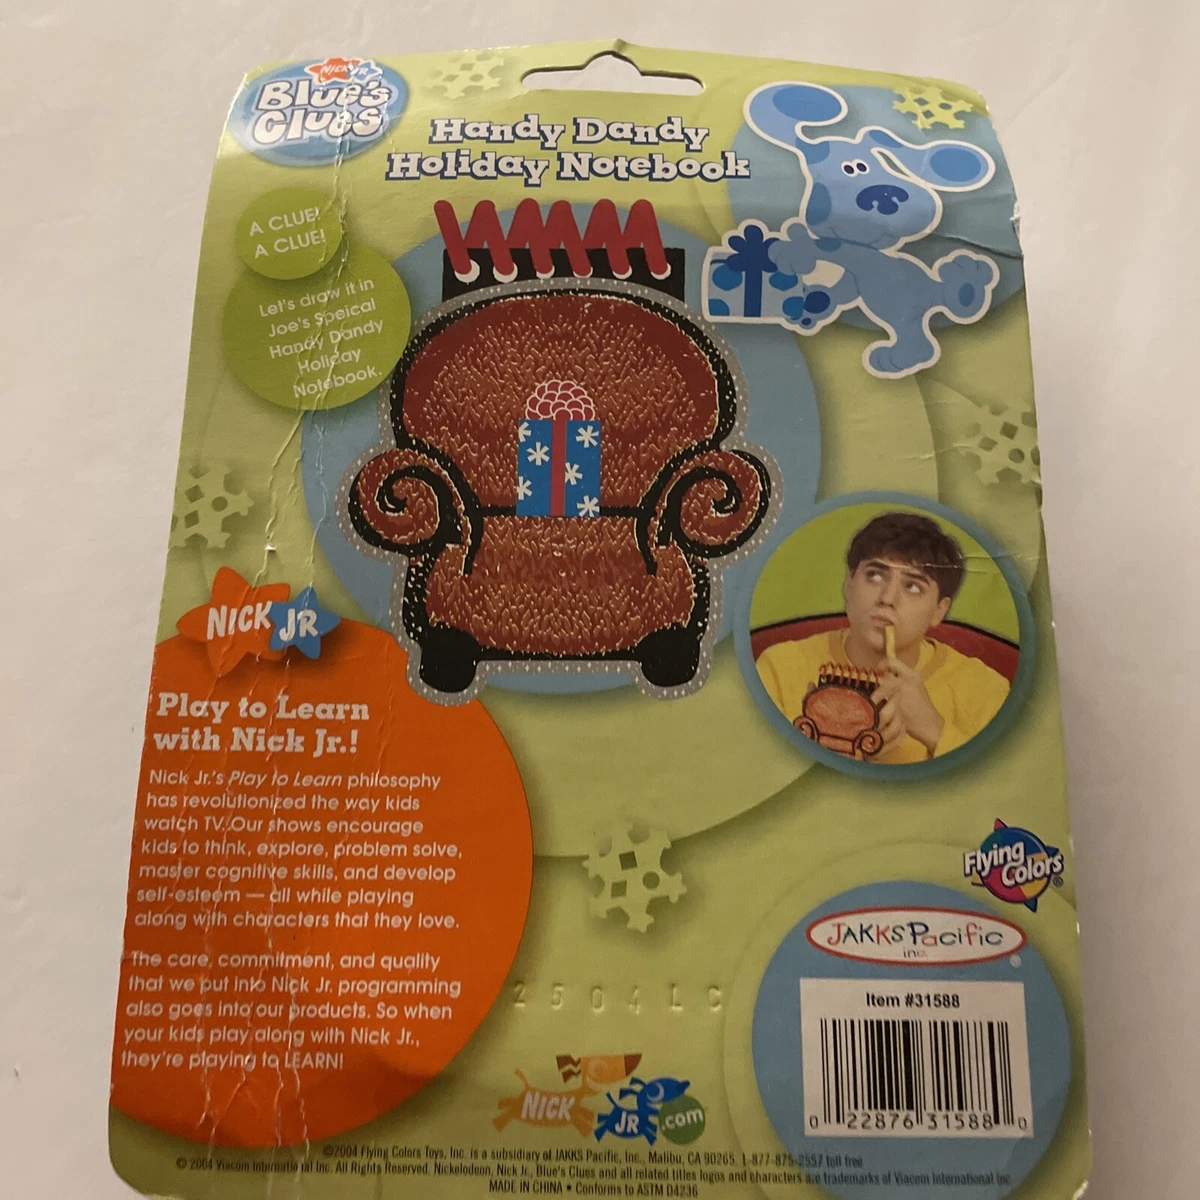 NICK JR
Blue's
Clues
Handy Dandy
Holiday Notebook
A CLUE!
A CLUE!
Let's draw it in
Joe's Speical
Handy Dandy
Holiday
Notebook.
NICK JR
Play to Learn
with Nick Jr.!
Nick Jr.'s Play to Learn philosophy
has revolutionized the way kids
watch TV. Our shows encourage
kids to think, explore, problem solve,
master cognitive skills, and develop
self-esteem — all while playing
along with characters that they love.
The care, commitment, and quality
that we put into Nick Jr. programming
also goes into our products. So when
your kids play along with Nick Jr.,
they're playing to LEARN!
Flying
Colors®
JAKKS Pacific
inc.®
Item #31588
0 22876 31588 0
2504LC
NICK JR .com
©2004 Flying Colors Toys, Inc. is a subsidiary of JAKKS Pacific, Inc., Malibu, CA 90265. 1-877-875-2557 toll free
© 2004 Viacom International Inc. All Rights Reserved. Nickelodeon, Nick Jr., Blue's Clues and all related titles logos and characters are trademarks of Viacom International Inc.
MADE IN CHINA • Conforms to ASTM D4236